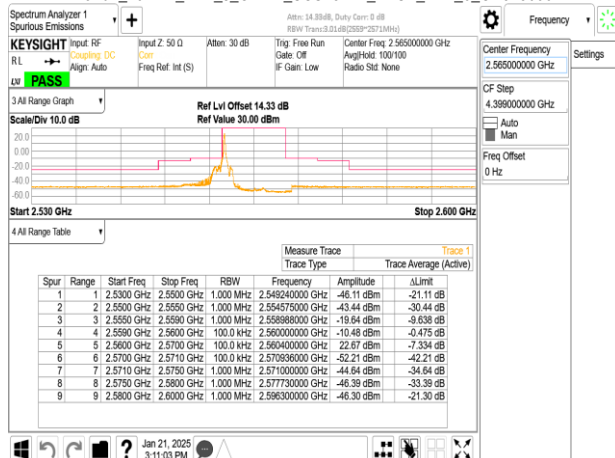 Spectrum Analyzer 1
Spurious Emissions
Attn: 14.33dB, Duty Corr: 0 dB
RBW Trans:3.01dB(2559~2571MHz)
Frequency
Settings
KEYSIGHT
RL
PASS
Input: RF
Coupling: DC
Align: Auto
Input Z: 50 Ω
Corr
Freq Ref: Int (S)
Atten: 30 dB
Trig: Free Run
Gate: Off
IF Gain: Low
Center Freq: 2.565000000 GHz
Avg|Hold: 100/100
Radio Std: None
Center Frequency
2.565000000 GHz
CF Step
4.399000000 GHz
Auto
Man
Freq Offset
0 Hz
3 All Range Graph
Scale/Div 10.0 dB
Ref Lvl Offset 14.33 dB
Ref Value 30.00 dBm
20.0
0.00
-20.0
-40.0
-60.0
Start 2.530 GHz
Stop 2.600 GHz
4 All Range Table
Measure Trace Trace 1
Trace Type Trace Average (Active)
Spur Range Start Freq Stop Freq RBW Frequency Amplitude ΔLimit
1 1 2.5300 GHz 2.5500 GHz 1.000 MHz 2.549240000 GHz -46.11 dBm -21.11 dB
2 2 2.5500 GHz 2.5550 GHz 1.000 MHz 2.554575000 GHz -43.44 dBm -30.44 dB
3 3 2.5550 GHz 2.5590 GHz 1.000 MHz 2.558988000 GHz -19.64 dBm -9.638 dB
4 4 2.5590 GHz 2.5600 GHz 100.0 kHz 2.560000000 GHz -10.48 dBm -0.475 dB
5 5 2.5600 GHz 2.5700 GHz 100.0 kHz 2.560400000 GHz 22.67 dBm -7.334 dB
6 6 2.5700 GHz 2.5710 GHz 100.0 kHz 2.570936000 GHz -52.21 dBm -42.21 dB
7 7 2.5710 GHz 2.5750 GHz 1.000 MHz 2.571000000 GHz -44.64 dBm -34.64 dB
8 8 2.5750 GHz 2.5800 GHz 1.000 MHz 2.577730000 GHz -46.39 dBm -33.39 dB
9 9 2.5800 GHz 2.6000 GHz 1.000 MHz 2.596300000 GHz -46.30 dBm -21.30 dB
Jan 21, 2025
3:11:03 PM